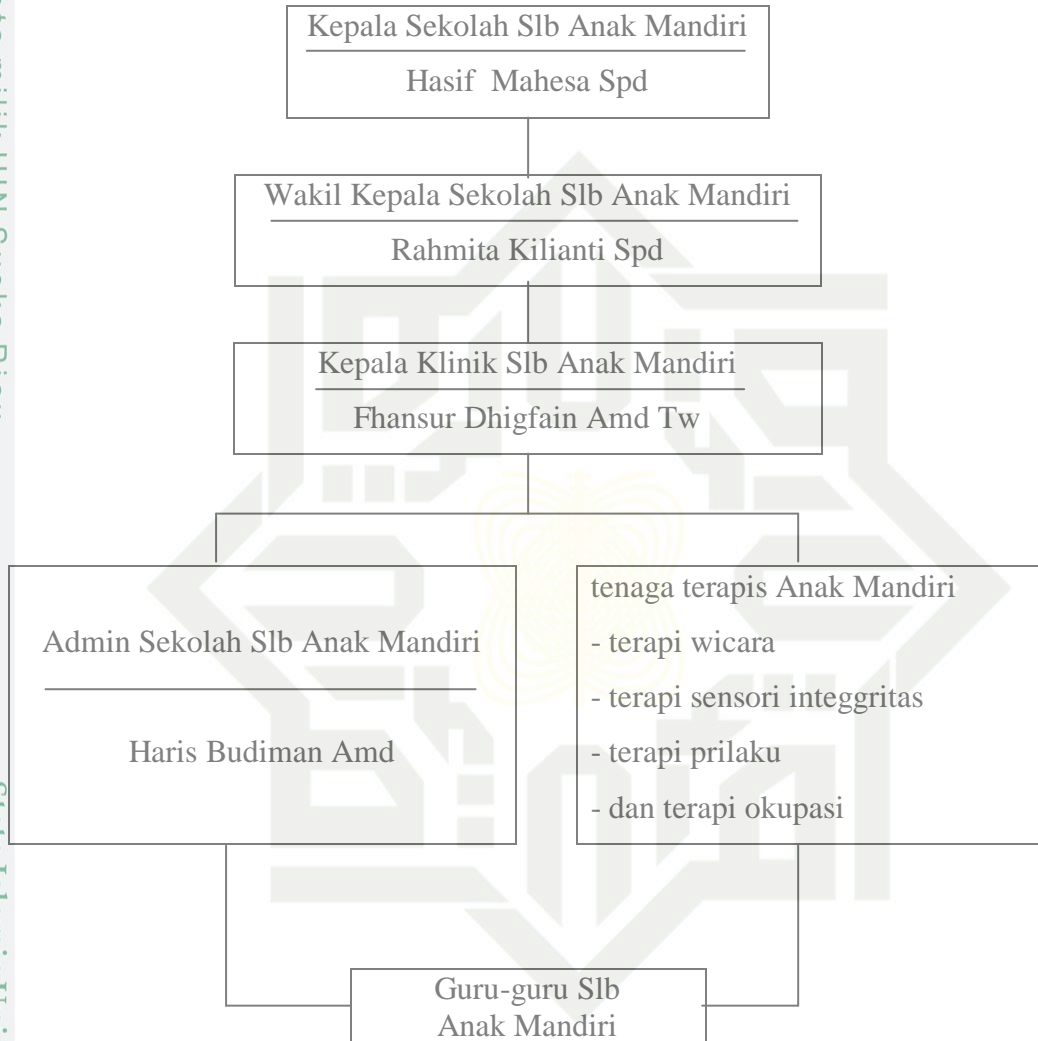 Kepala Sekolah Slb Anak Mandiri
Hasif Mahesa Spd
Wakil Kepala Sekolah Slb Anak Mandiri
Rahmita Kilianti Spd
Kepala Klinik Slb Anak Mandiri
Fhansur Dhigfain Amd Tw
Admin Sekolah Slb Anak Mandiri
Haris Budiman Amd
tenaga terapis Anak Mandiri
- terapi wicara
- terapi sensori integgritas
- terapi prilaku
- dan terapi okupasi
Guru-guru Slb
Anak Mandiri